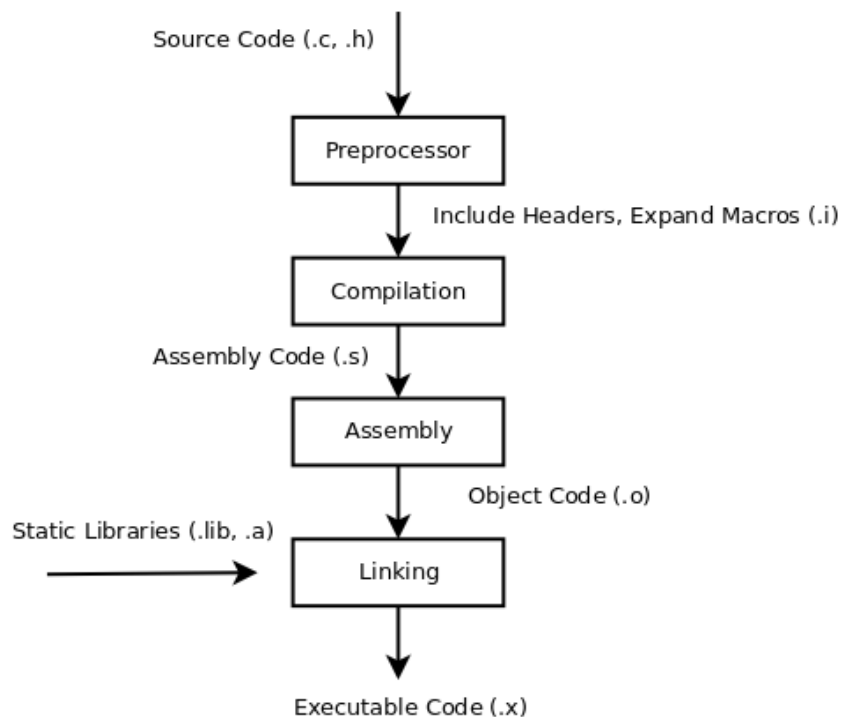 Source Code (.c, .h)
Preprocessor
Include Headers, Expand Macros (.i)
Compilation
Assembly Code (.s)
Assembly
Object Code (.o)
Static Libraries (.lib, .a)
Linking
Executable Code (.x)